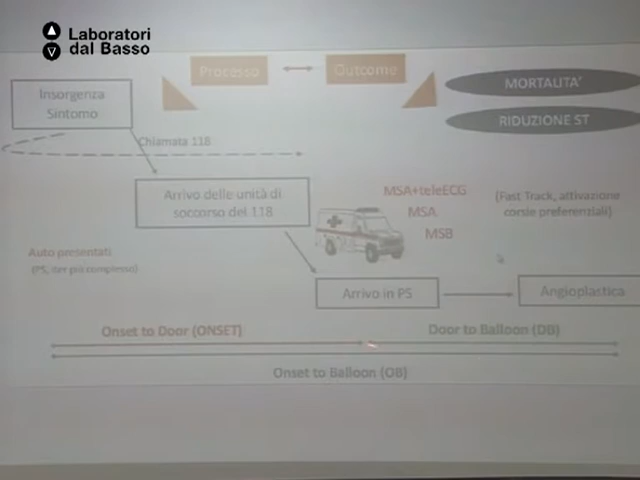 Laboratori
dal Basso
Processo
Outcome
MORTALITA'
RIDUZIONE ST
Insorgenza
Sintomo
Chiamata 118
Arrivo delle unità di
soccorso del 118
MSA+teleECG
MSA
MSB
(Fast Track, attivazione
corsie preferenziali)
Auto presentati
(PS, iter più complesso)
Arrivo in PS
Angioplastica
Onset to Door (ONSET)
Door to Balloon (DB)
Onset to Balloon (OB)